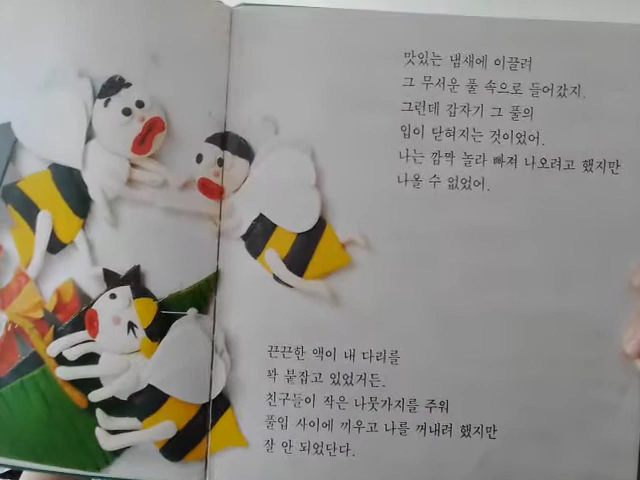 맛있는 냄새에 이끌려
그 무서운 풀 속으로 들어갔지.
그런데 갑자기 그 풀의
입이 닫혀지는 것이었어.
나는 깜짝 놀라 빠져 나오려고 했지만
나올 수 없었어.
끈끈한 액이 내 다리를
꽉 붙잡고 있었거든.
친구들이 작은 나뭇가지를 주워
풀입 사이에 끼우고 나를 꺼내려 했지만
잘 안 되었단다.